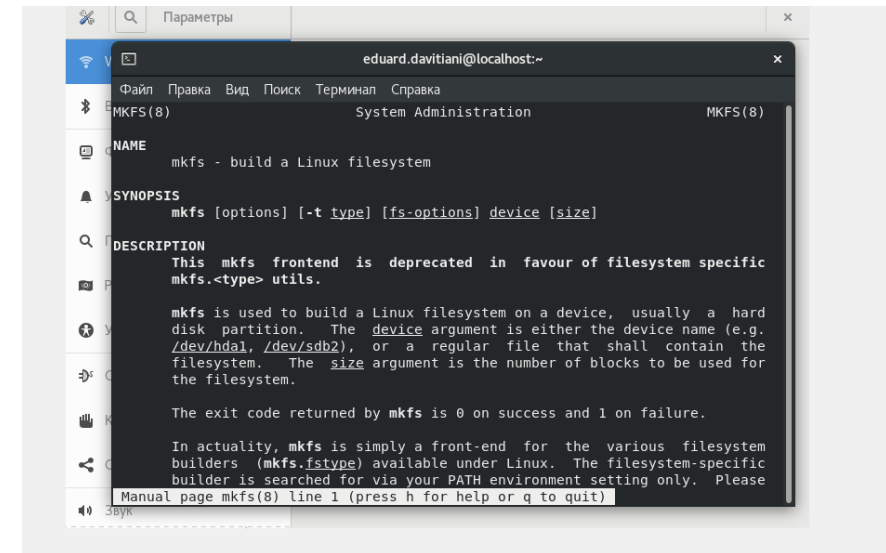 Параметры
eduard.davitiani@localhost:~
Файл Правка Вид Поиск Терминал Справка
MKFS(8) System Administration MKFS(8)
NAME
mkfs - build a Linux filesystem
SYNOPSIS
mkfs [options] [-t type] [fs-options] device [size]
DESCRIPTION
This mkfs frontend is deprecated in favour of filesystem specific
mkfs.<type> utils.
mkfs is used to build a Linux filesystem on a device, usually a hard
disk partition. The device argument is either the device name (e.g.
/dev/hda1, /dev/sdb2), or a regular file that shall contain the
filesystem. The size argument is the number of blocks to be used for
the filesystem.
The exit code returned by mkfs is 0 on success and 1 on failure.
In actuality, mkfs is simply a front-end for the various filesystem
builders (mkfs.fstype) available under Linux. The filesystem-specific
builder is searched for via your PATH environment setting only. Please
Manual page mkfs(8) line 1 (press h for help or q to quit)
Звук